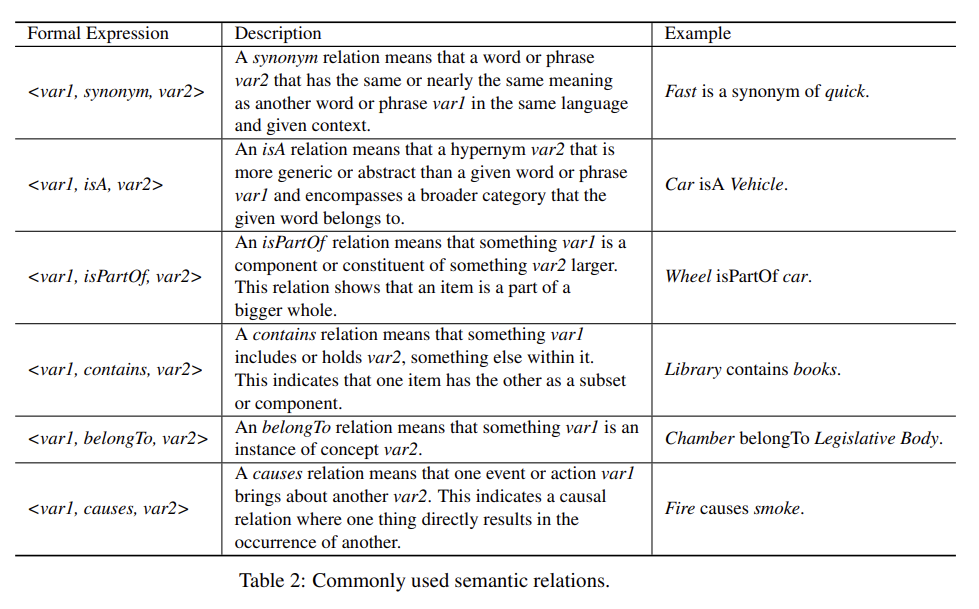 Formal Expression Description Example
A synonym relation means that a word or phrase
var2 that has the same or nearly the same meaning
<var1, synonym, var2> as another word or phrase var1 in the same language Fast is a synonym of quick.
and given context.
An isA relation means that a hypernym var2 that is
more generic or abstract than a given word or phrase
<var1, isA, var2> var1 and encompasses a broader category that the Car isA Vehicle.
given word belongs to.
An isPartOf relation means that something var1 is a
component or constituent of something var2 larger.
<var1, isPartOf, var2> This relation shows that an item is a part of a Wheel isPartOf car.
bigger whole.
A contains relation means that something var1
includes or holds var2, something else within it.
<var1, contains, var2> This indicates that one item has the other as a subset Library contains books.
or component.
An belongTo relation means that something var1 is an
<var1, belongTo, var2> instance of concept var2. Chamber belongTo Legislative Body.
A causes relation means that one event or action var1
brings about another var2. This indicates a causal
<var1, causes, var2> relation where one thing directly results in the Fire causes smoke.
occurrence of another.
Table 2: Commonly used semantic relations.